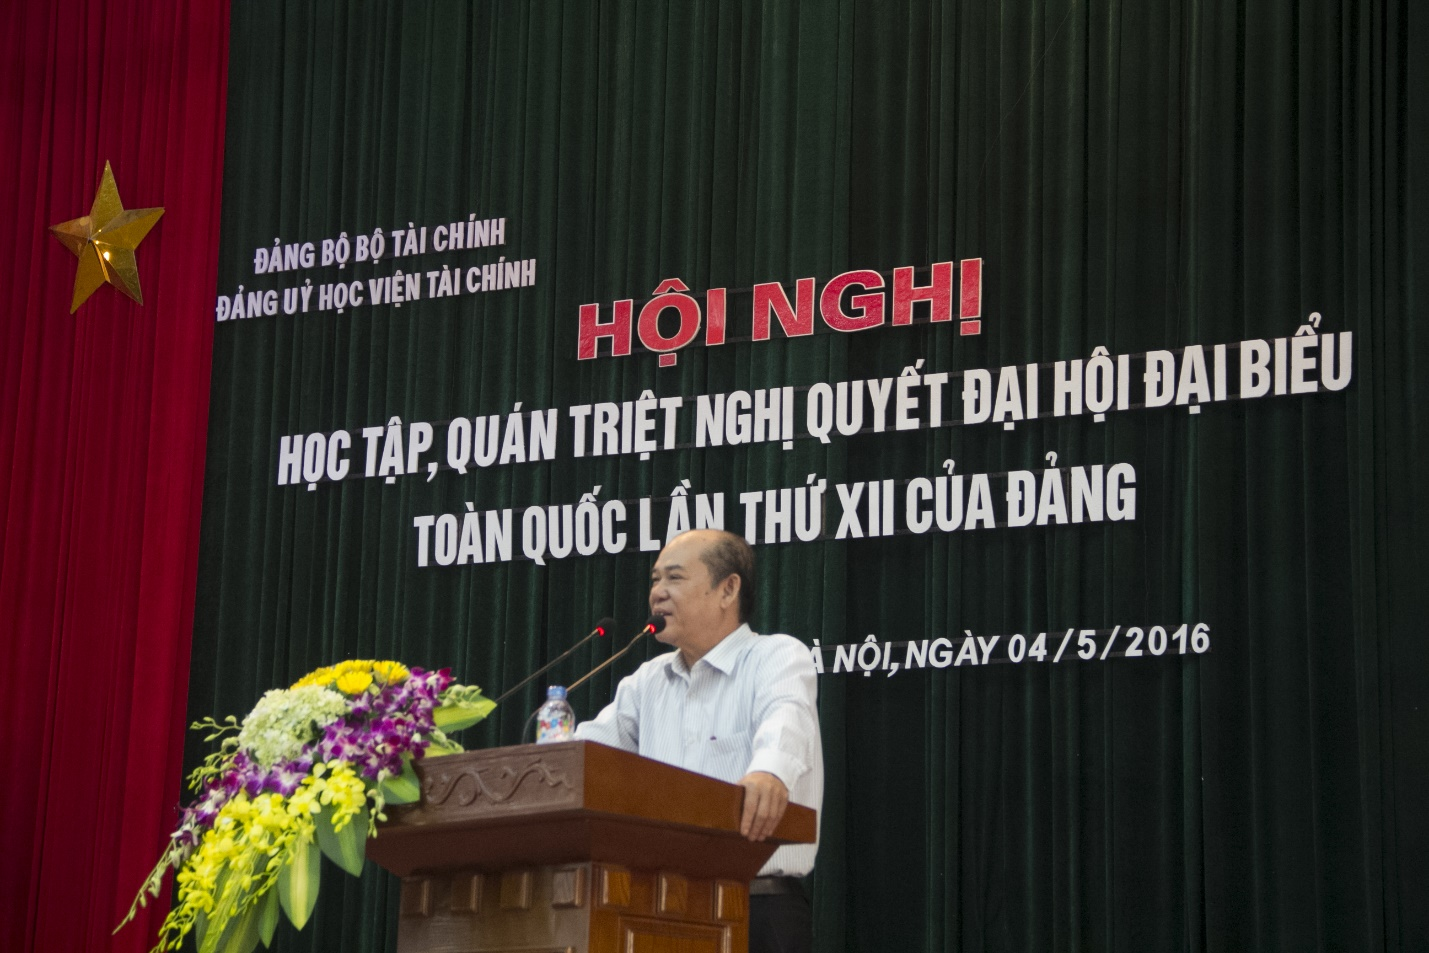 ĐẢNG BỘ BỘ TÀI CHÍNH
ĐẢNG UỶ HỌC VIỆN TÀI CHÍNH
HỘI NGHỊ
HỌC TẬP, QUÁN TRIỆT NGHỊ QUYẾT ĐẠI HỘI ĐẠI BIỂU
TOÀN QUỐC LẦN THỨ XII CỦA ĐẢNG
À NỘI, NGÀY 04/5/2016